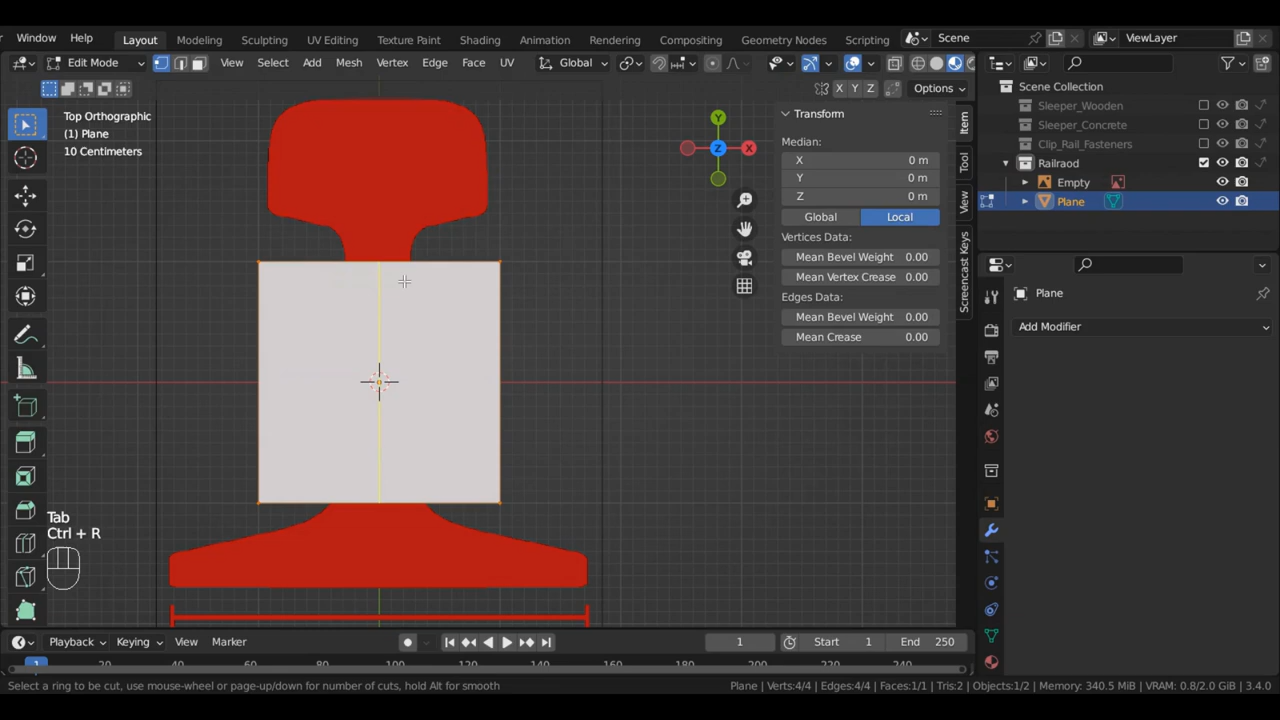 Window Help Layout Modeling Sculpting UV Editing Texture Paint Shading Animation Rendering Compositing Geometry Nodes Scripting Scene ViewLayer
Edit Mode View Select Add Mesh Vertex Edge Face UV Global
X Y Z Options
Top Orthographic
(1) Plane
10 Centimeters
Y
X
Z
Transform
Median:
X 0 m
Y 0 m
Z 0 m
Global Local
Vertices Data:
Mean Bevel Weight 0.00
Mean Vertex Crease 0.00
Edges Data:
Mean Bevel Weight 0.00
Mean Crease 0.00
Item
Tool
View
Screencast Keys
Scene Collection
Sleeper_Wooden
Sleeper_Concrete
Clip_Rail_Fasteners
Railraod
Empty
Plane
Plane
Add Modifier
Tab
Ctrl + R
Playback Keying View Marker 1 Start 1 End 250
1 20 40 60 80 100 120 140 160 180 200 220 240
Select a ring to be cut, use mouse-wheel or page-up/down for number of cuts, hold Alt for smooth
Plane | Verts:4/4 | Edges:4/4 | Faces:1/1 | Tris:2 | Objects:1/2 | Memory: 340.5 MiB | VRAM: 0.8/2.0 GiB | 3.4.0